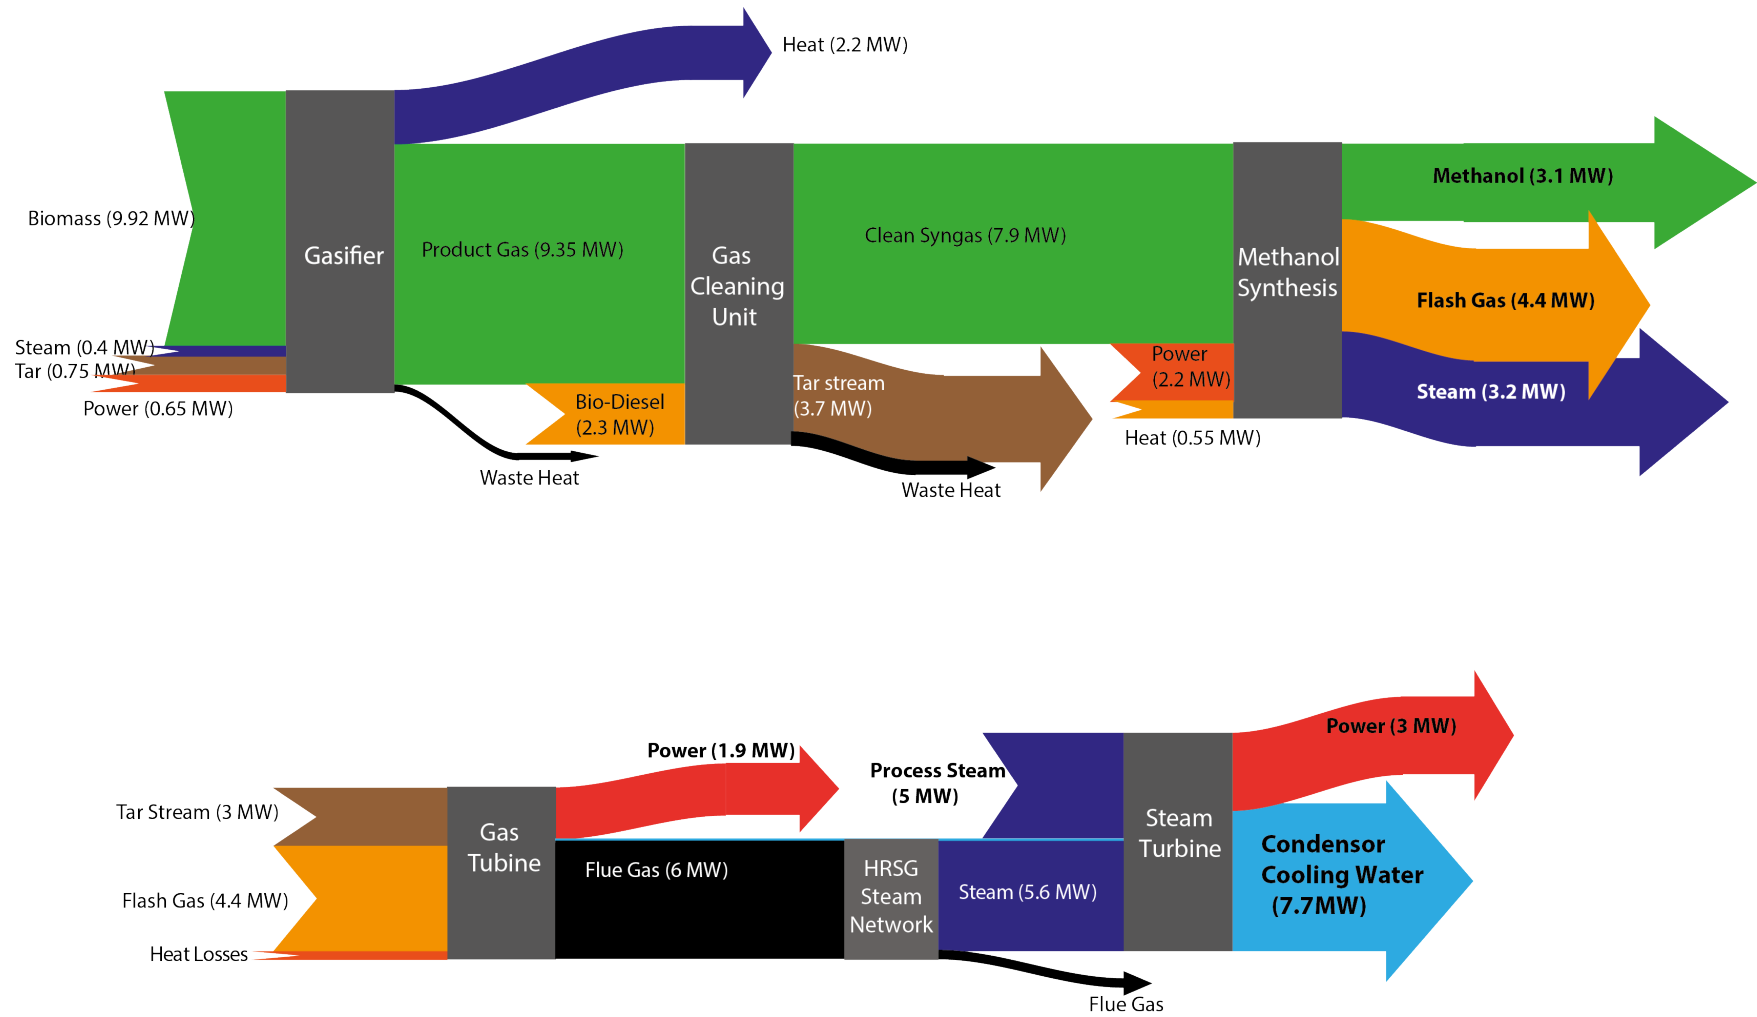 Heat (2.2 MW)
Methanol (3.1 MW)
Biomass (9.92 MW)
Gasifier
Product Gas (9.35 MW)
Gas
Cleaning
Unit
Clean Syngas (7.9 MW)
Methanol
Synthesis
Flash Gas (4.4 MW)
Steam (0.4 MW)
Tar (0.75 MW)
Power (0.65 MW)
Bio-Diesel
(2.3 MW)
Tar stream
(3.7 MW)
Power
(2.2 MW)
Steam (3.2 MW)
Heat (0.55 MW)
Waste Heat
Waste Heat
Power (3 MW)
Power (1.9 MW)
Process Steam
(5 MW)
Tar Stream (3 MW)
Gas
Tubine
Steam
Turbine
Condensor
Cooling Water
(7.7MW)
Flue Gas (6 MW)
HRSG
Steam
Network
Steam (5.6 MW)
Flash Gas (4.4 MW)
Heat Losses
Flue Gas